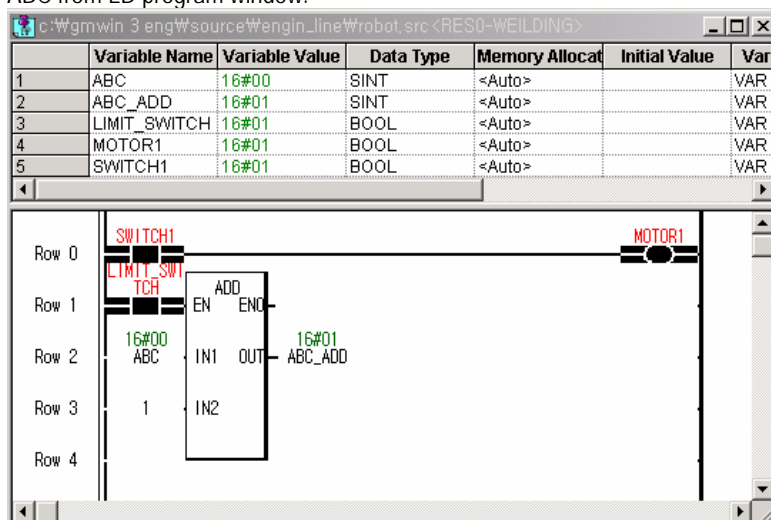 ABC from LD program window.
c:₩gmwin 3 eng₩source₩engin_line₩robot.src <RES0-WEILDING>
Variable Name Variable Value Data Type Memory Allocat Initial Value Var
1 ABC 16#00 SINT <Auto> VAR
2 ABC_ADD 16#01 SINT <Auto> VAR
3 LIMIT_SWITCH 16#01 BOOL <Auto> VAR
4 MOTOR1 16#01 BOOL <Auto> VAR
5 SWITCH1 16#01 BOOL <Auto> VAR
SWITCH1 MOTOR1
Row 0
LIMIT_SWI
TCH ADD
Row 1 EN ENO
16#00 16#01
Row 2 ABC IN1 OUT ABC_ADD
Row 3 1 IN2
Row 4